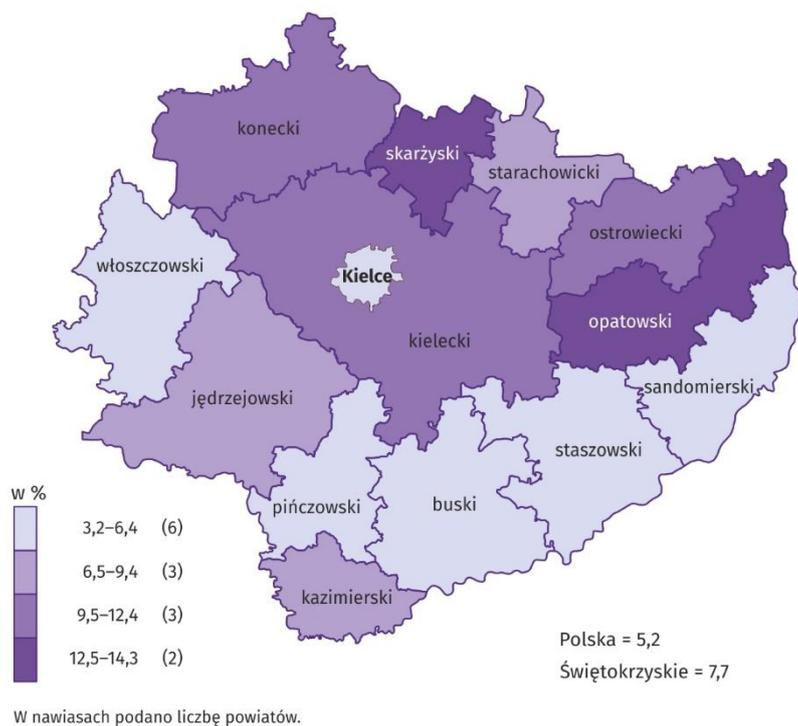 konecki
skarżyski
starachowicki
ostrowiecki
włoszczowski
Kielce
opatowski
kielecki
sandomierski
jędrzejowski
staszowski
pińczowski
buski
kazimierski
w %
3,2–6,4 (6)
6,5–9,4 (3)
9,5–12,4 (3)
12,5–14,3 (2)
Polska = 5,2
Świętokrzyskie = 7,7
W nawiasach podano liczbę powiatów.